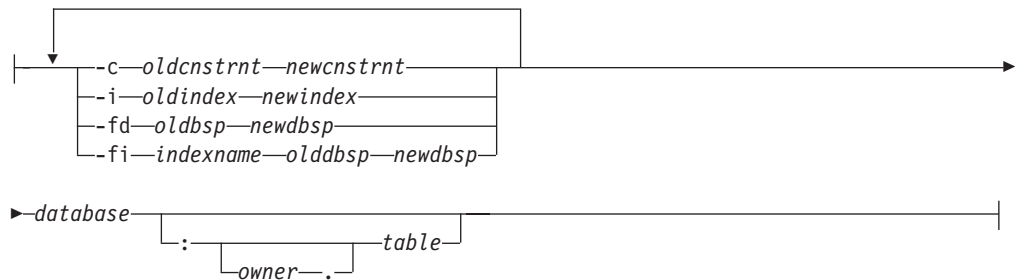 -c oldcnstrnt newcnstrnt
-i oldindex newindex
-fd oldbsp newdbsp
-fi indexname olddbsp newdbsp
database
: table
owner .